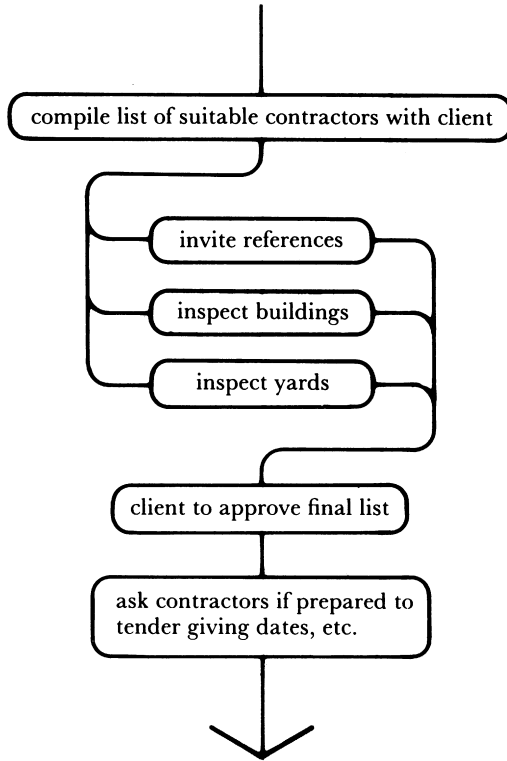 compile list of suitable contractors with client
invite references
inspect buildings
inspect yards
client to approve final list
ask contractors if prepared to
tender giving dates, etc.